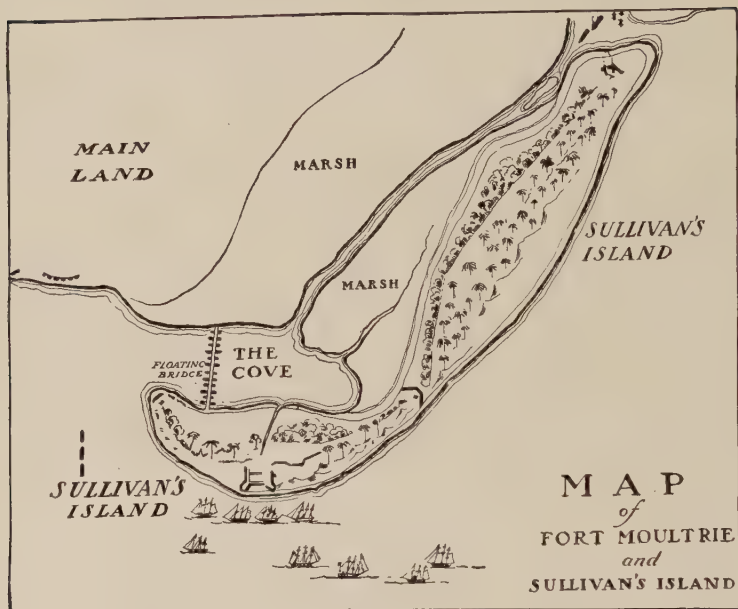 MAIN
LAND
MARSH
SULLIVAN'S
ISLAND
MARSH
FLOATING
BRIDGE
THE
COVE
SULLIVAN'S
ISLAND
MAP
of
FORT MOULTRIE
and
SULLIVAN'S ISLAND